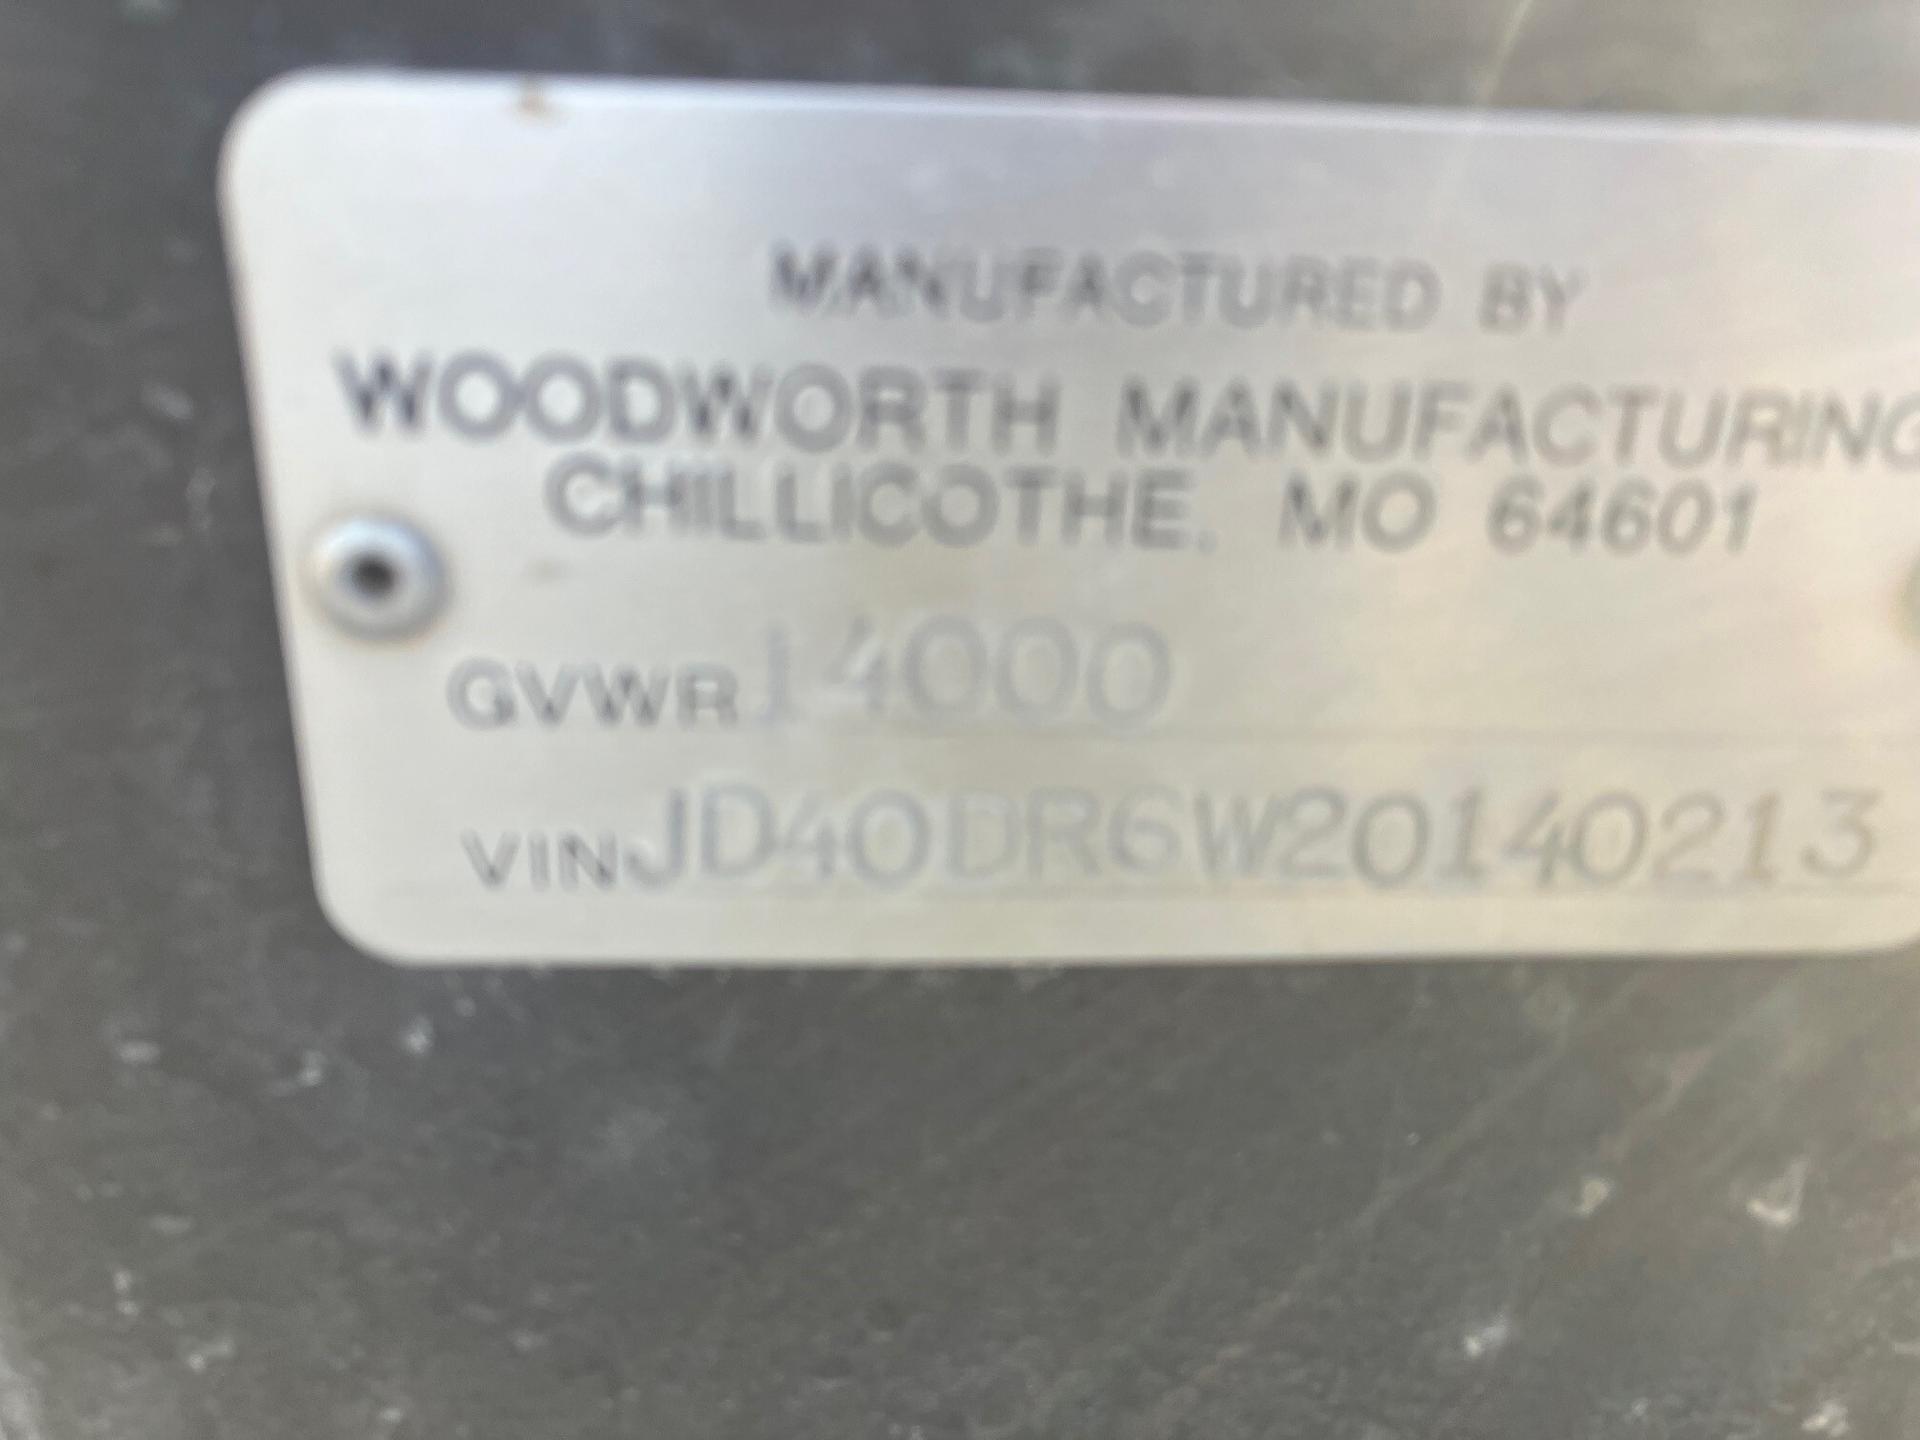 MANUFACTURED BY
WOODWORTH MANUFACTURING
CHILLICOTHE, MO 64601
GVWR 14000
VIN JD40DR6W20140213